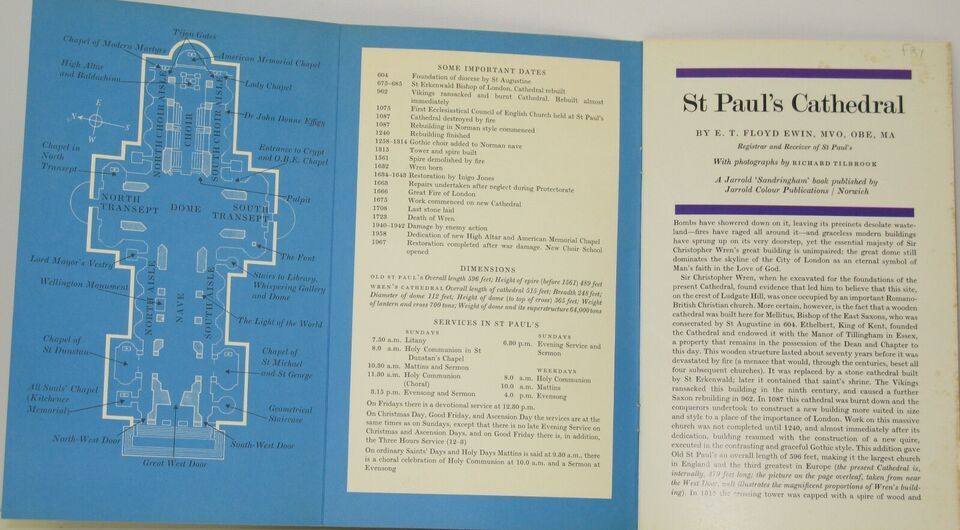 Tijou Gates
Chapel of Modern Martyrs
American Memorial Chapel
High Altar
and Baldachino
Lady Chapel
NORTH CHOIR AISLE
CHOIR
SOUTH CHOIR AISLE
Dr John Donne Effigy
E
N
S
W
Entrance to Crypt
and O.B.E. Chapel
Chapel in
North
Transept
Pulpit
NORTH
TRANSEPT
DOME
SOUTH
TRANSEPT
The Font
Lord Mayor's Vestry
Stairs to Library,
Whispering Gallery
and Dome
Wellington Monument
NORTH AISLE
NAVE
SOUTH AISLE
The Light of the World
Chapel of
St Dunstan
Chapel of
St Michael
and St George
All Souls' Chapel
(Kitchener
Memorial)
Geometrical
Staircase
North-West Door
South-West Door
Great West Door
SOME IMPORTANT DATES
604 Foundation of diocese by St Augustine
675–685 St Erkenwald Bishop of London. Cathedral rebuilt
962 Vikings ransacked and burnt Cathedral. Rebuilt almost
immediately
1075 First Ecclesiastical Council of English Church held at St Paul's
1087 Cathedral destroyed by fire
1087 Rebuilding in Norman style commenced
1240 Rebuilding finished
1258-1314 Gothic choir added to Norman nave
1315 Tower and spire built
1561 Spire demolished by fire
1632 Wren born
1634-1643 Restoration by Inigo Jones
1663 Repairs undertaken after neglect during Protectorate
1666 Great Fire of London
1675 Work commenced on new Cathedral
1708 Last stone laid
1723 Death of Wren
1940-1942 Damage by enemy action
1958 Dedication of new High Altar and American Memorial Chapel
1967 Restoration completed after war damage. New Choir School
opened
DIMENSIONS
OLD ST PAUL'S Overall length 596 feet; Height of spire (before 1561) 489 feet
WREN'S CATHEDRAL Overall length of cathedral 515 feet; Breadth 248 feet;
Diameter of dome 112 feet; Height of dome (to top of cross) 365 feet; Weight
of lantern and cross 700 tons; Weight of dome and its superstructure 64,000 tons
SERVICES IN ST PAUL'S
SUNDAYS
7.50 a.m. Litany
8.0 a.m. Holy Communion in St
Dunstan's Chapel
10.30 a.m. Mattins and Sermon
11.30 a.m. Holy Communion
(Choral)
3.15 p.m. Evensong and Sermon
SUNDAYS
6.30 p.m. Evening Service and
Sermon
WEEKDAYS
8.0 a.m. Holy Communion
10.0 a.m. Mattins
4.0 p.m. Evensong
On Fridays there is a devotional service at 12.30 p.m.
On Christmas Day, Good Friday, and Ascension Day the services are at the
same times as on Sundays, except that there is no late Evening Service on
Christmas and Ascension Days, and on Good Friday there is, in addition,
the Three Hours Service (12–3)
On ordinary Saints' Days and Holy Days Mattins is said at 9.30 a.m., there
is a choral celebration of Holy Communion at 10.0 a.m. and a Sermon at
Evensong
St Paul's Cathedral
BY E. T. FLOYD EWIN, MVO, OBE, MA
Registrar and Receiver of St Paul's
With photographs by RICHARD TILBROOK
A Jarrold 'Sandringham' book published by
Jarrold Colour Publications / Norwich
Bombs have showered down on it, leaving its precincts desolate waste-
land—fires have raged all around it—and graceless modern buildings
have sprung up on its very doorstep, yet the essential majesty of Sir
Christopher Wren's great building is unimpaired; the great dome still
dominates the skyline of the City of London as an eternal symbol of
Man's faith in the Love of God.
Sir Christopher Wren, when he excavated for the foundations of the
present Cathedral, found evidence that led him to believe that this site,
on the crest of Ludgate Hill, was once occupied by an important Romano-
British Christian church. More certain, however, is the fact that a wooden
cathedral was built here for Mellitus, Bishop of the East Saxons, who was
consecrated by St Augustine in 604. Ethelbert, King of Kent, founded
the Cathedral and endowed it with the Manor of Tillingham in Essex,
a property that remains in the possession of the Dean and Chapter to
this day. This wooden structure lasted about seventy years before it was
devastated by fire (a menace that would, through the centuries, beset all
four subsequent churches). It was replaced by a stone cathedral built
by St Erkenwald; later it contained that saint's shrine. The Vikings
ransacked this building in the ninth century, and caused a further
Saxon rebuilding in 962. In 1087 this cathedral was burnt down and the
conquerors undertook to construct a new building more suited in size
and style to a place of the importance of London. Work on this massive
church was not completed until 1240, and almost immediately after its
dedication, building resumed with the construction of a new quire,
executed in the contrasting and graceful Gothic style. This addition gave
Old St Paul's an overall length of 596 feet, making it the largest church
in England and the third greatest in Europe (the present Cathedral is,
internally, 479 feet long; the picture on the page overleaf, taken from near
the West Door, well illustrates the magnificent proportions of Wren's build-
ing). In 1315 the crossing tower was capped with a spire of wood and